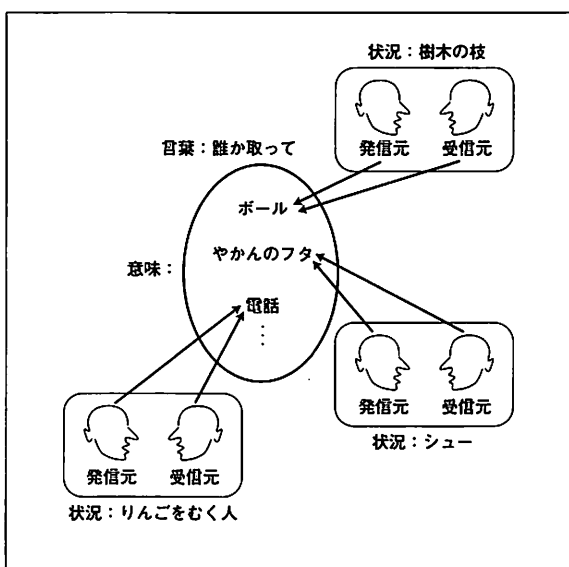 状況：樹木の枝
発信元 受信元
言葉：誰か取って
ボール
やかんのフタ
意味：
電話
⋮
発信元 受信元
状況：シュー
発信元 受信元
状況：りんごをむく人